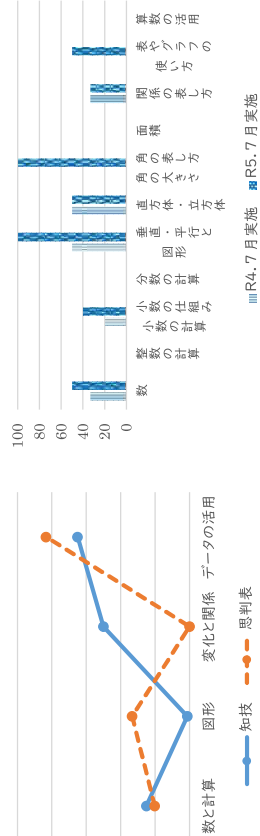 100
80
60
40
20
0
数
整数の計算
小数の仕組み
小数の計算
分数の計算
垂直・平行と
図形
直方体・立方体
角の表し方
角の大きさ
面積
関係の表し方
表やグラフの
使い方
算数の活用
R4.7月実施 R5.7月実施
数と計算 図形 変化と関係 データの活用
知技 思判表